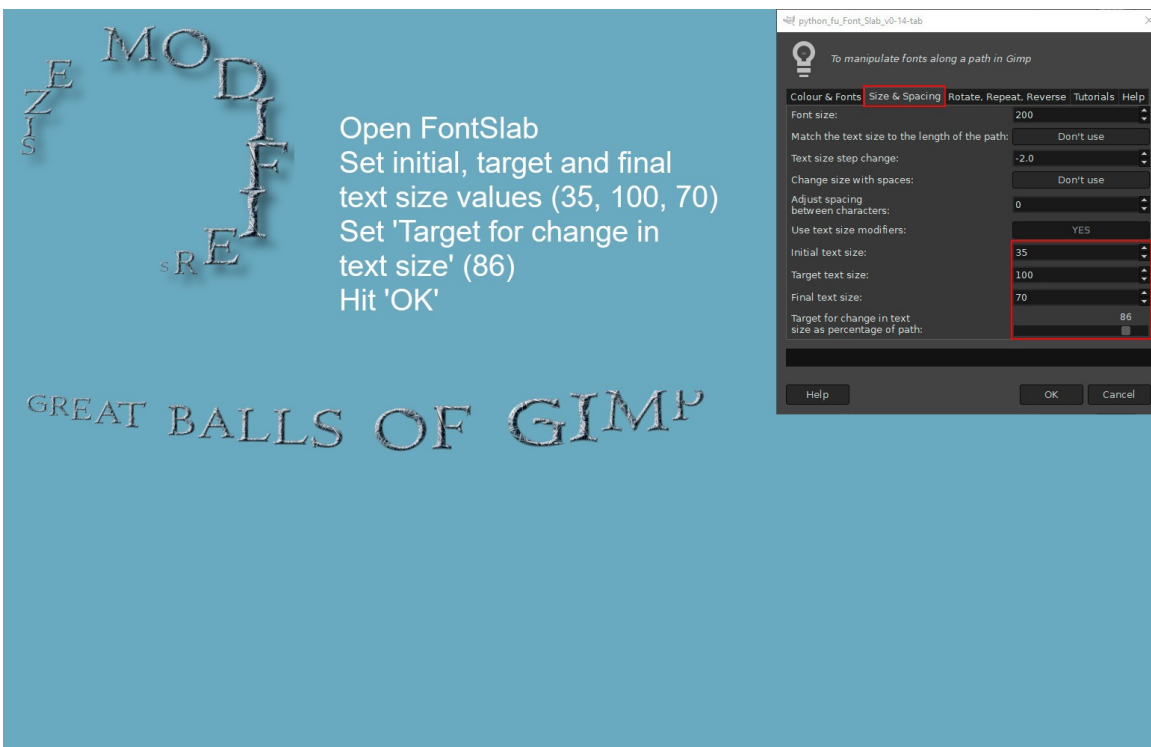 SIZE MODIFIERS
Open FontSlab
Set initial, target and final
text size values (35, 100, 70)
Set 'Target for change in
text size' (86)
Hit 'OK'
GREAT BALLS OF GIMP
python_fu_Font_Slab_v0-14-tab
To manipulate fonts along a path in Gimp
Colour & Fonts Size & Spacing Rotate, Repeat, Reverse Tutorials Help
Font size: 200
Match the text size to the length of the path: Don't use
Text size step change: -2.0
Change size with spaces: Don't use
Adjust spacing
between characters: 0
Use text size modifiers: YES
Initial text size: 35
Target text size: 100
Final text size: 70
Target for change in text
size as percentage of path: 86
Help OK Cancel